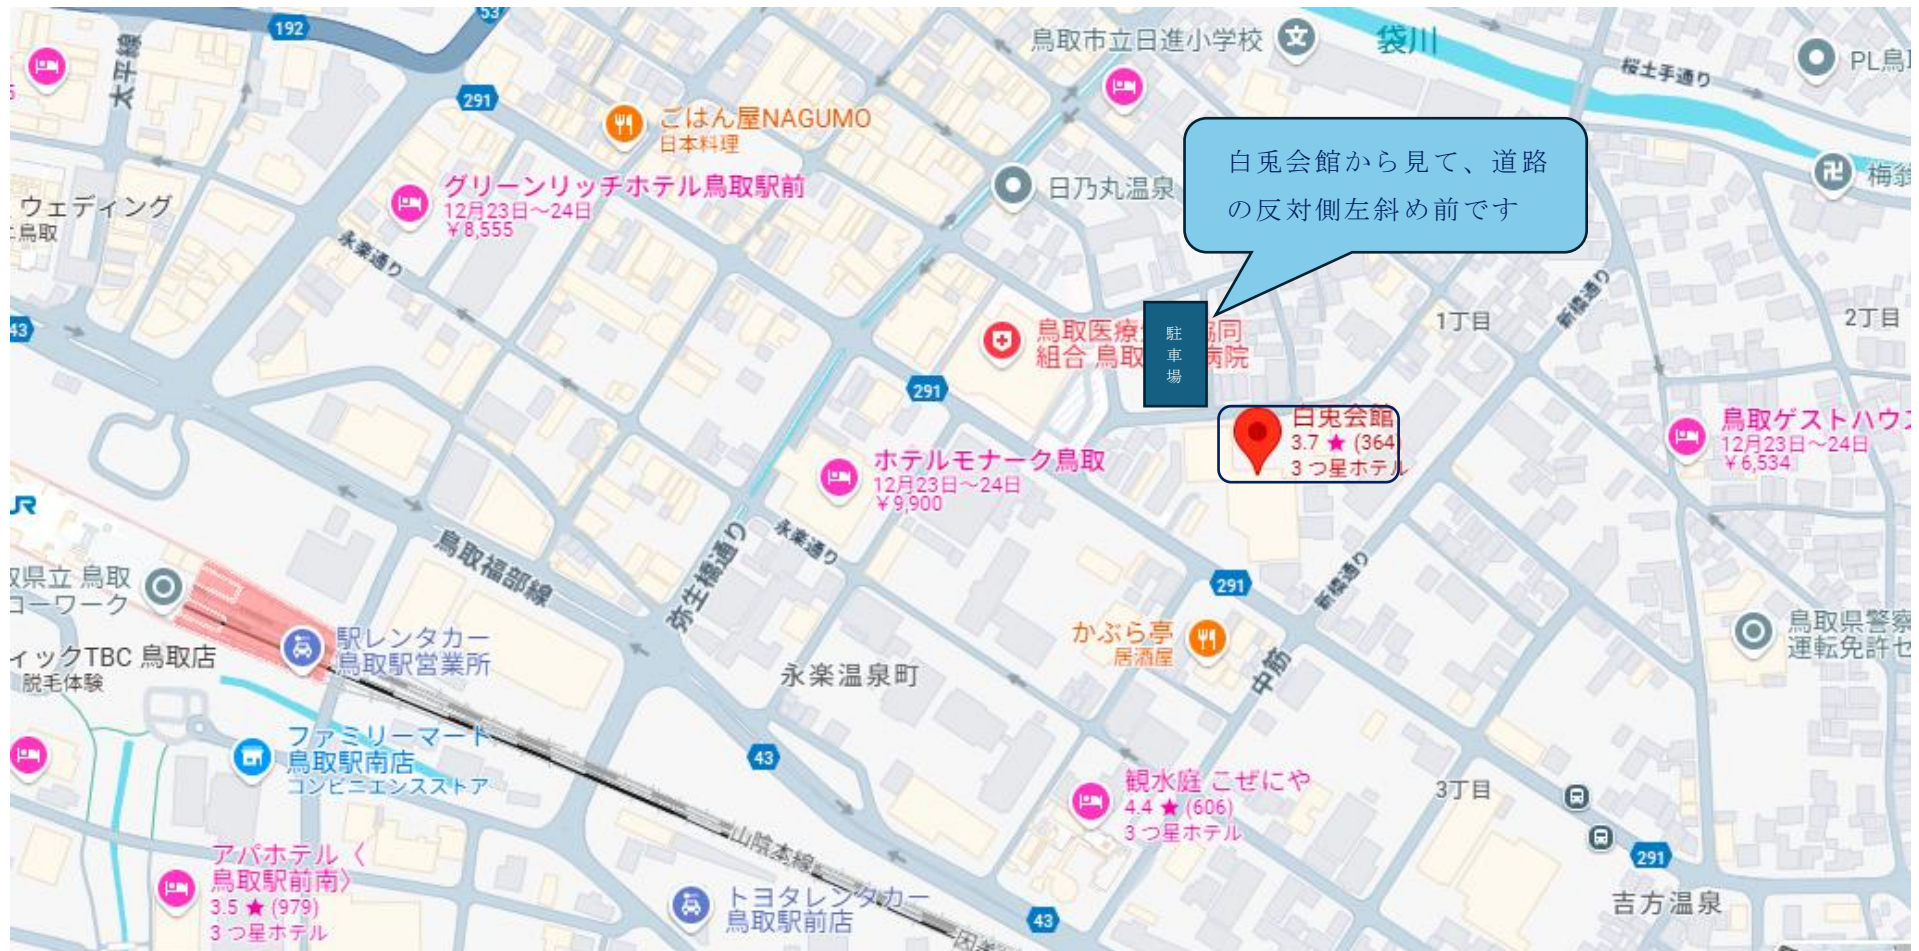 192
53
太平線
291
ごはん屋NAGUMO
日本料理
鳥取市立日進小学校
袋川
桜土手通り
PL鳥取
白兎会館から見て、道路
の反対側左斜め前です
グリーンリッチホテル鳥取駅前
12月23日～24日
￥8,555
ウェディング
鳥取
永楽通り
日乃丸温泉
43
鳥取医療
協同
組合 鳥取
病院
駐車場
1丁目
新橋通り
2丁目
291
白兎会館
3.7 ★ (364)
3つ星ホテル
鳥取ゲストハウス
12月23日～24日
￥6,534
ホテルモナーク鳥取
12月23日～24日
￥9,900
JR
鳥取福部線
弥生橋通り
永楽通り
県立 鳥取
ローワーク
291
新橋通り
かぶら亭
居酒屋
中筋
鳥取県警察
運転免許セ
駅レンタカー
鳥取駅営業所
ィックTBC 鳥取店
脱毛体験
永楽温泉町
ファミリーマート
鳥取駅南店
コンビニエンスストア
43
観水庭 こぜにや
4.4 ★ (606)
3つ星ホテル
3丁目
山陰本線
アパホテル〈
鳥取駅前南〉
3.5 ★ (979)
3つ星ホテル
トヨタレンタカー
鳥取駅前店
43
291
吉方温泉